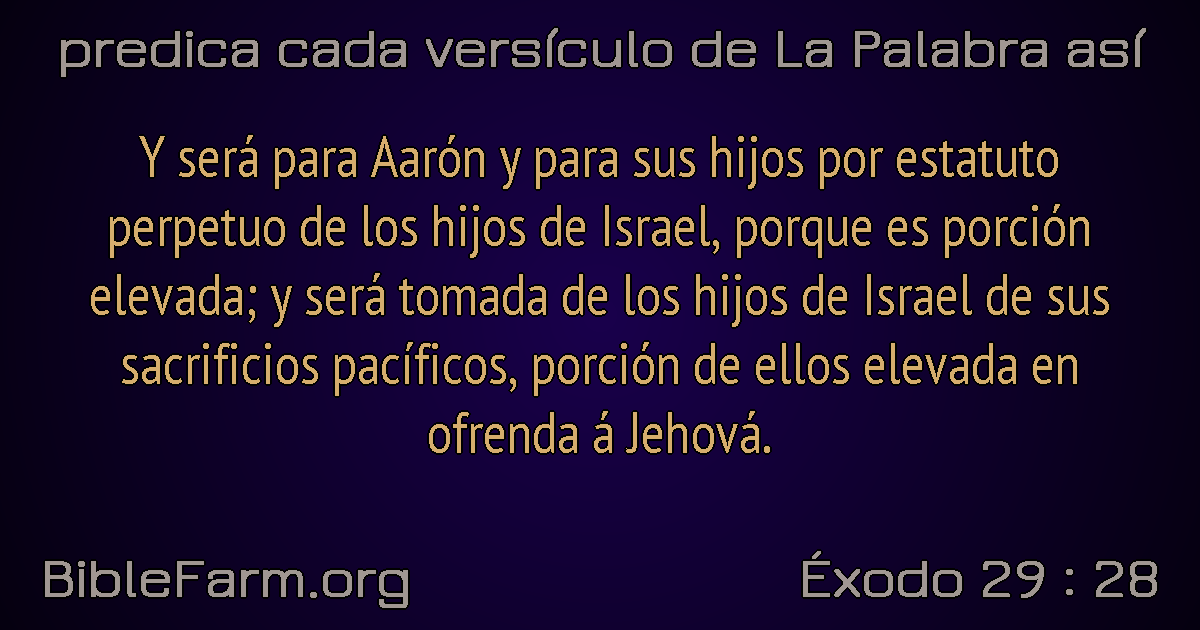 predica cada versículo de La Palabra así
Y será para Aarón y para sus hijos por estatuto
perpetuo de los hijos de Israel, porque es porción
elevada; y será tomada de los hijos de Israel de sus
sacrificios pacíficos, porción de ellos elevada en
ofrenda á Jehová.
BibleFarm.org
Éxodo 29 : 28